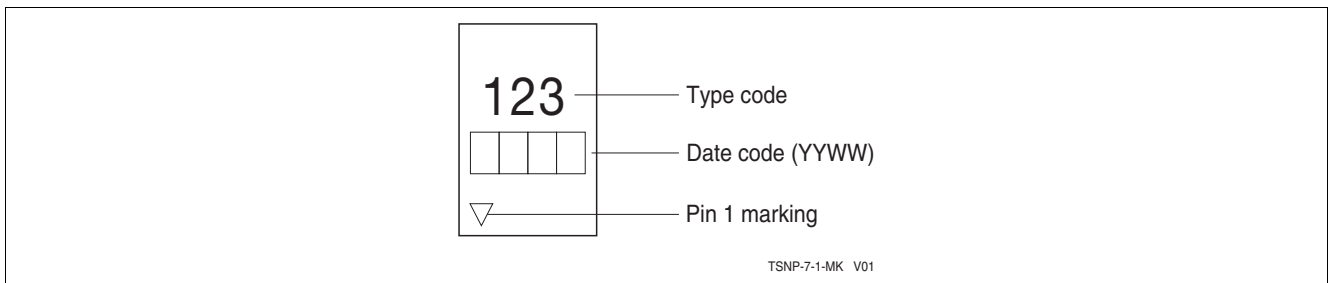 123
Type code
Date code (YYWW)
Pin 1 marking
TSNP-7-1-MK V01